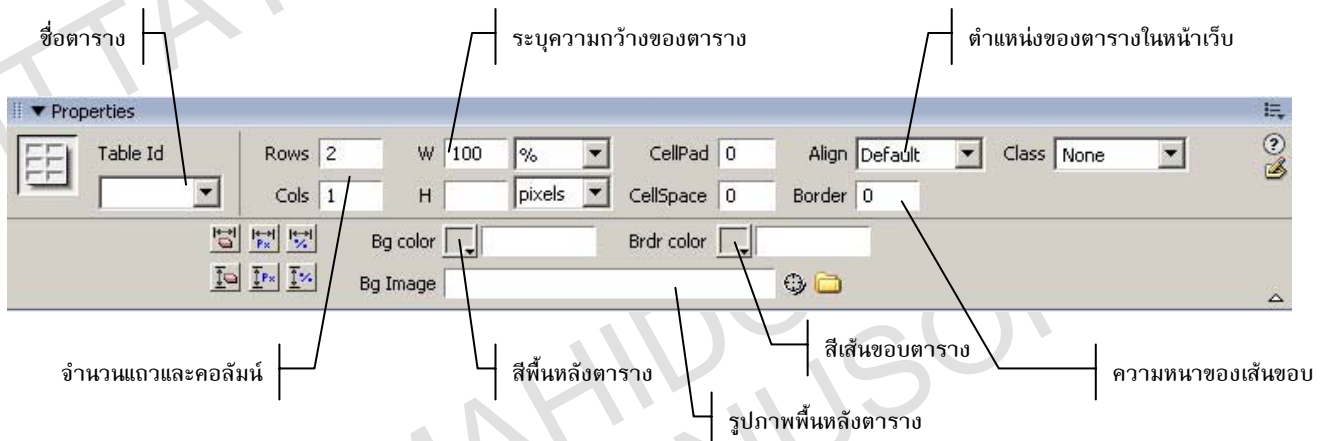 ชื่อตาราง ระบุความกว้างของตาราง ตำแหน่งของตารางในหน้าเว็บ
Properties
Table Id Rows 2 W 100 % CellPad 0 Align Default Class None
Cols 1 H pixels CellSpace 0 Border 0
Bg color Brdr color
Bg Image
สีเส้นขอบตาราง
จำนวนแถวและคอลัมน์ สีพื้นหลังตาราง ความหนาของเส้นขอบ
รูปภาพพื้นหลังตาราง